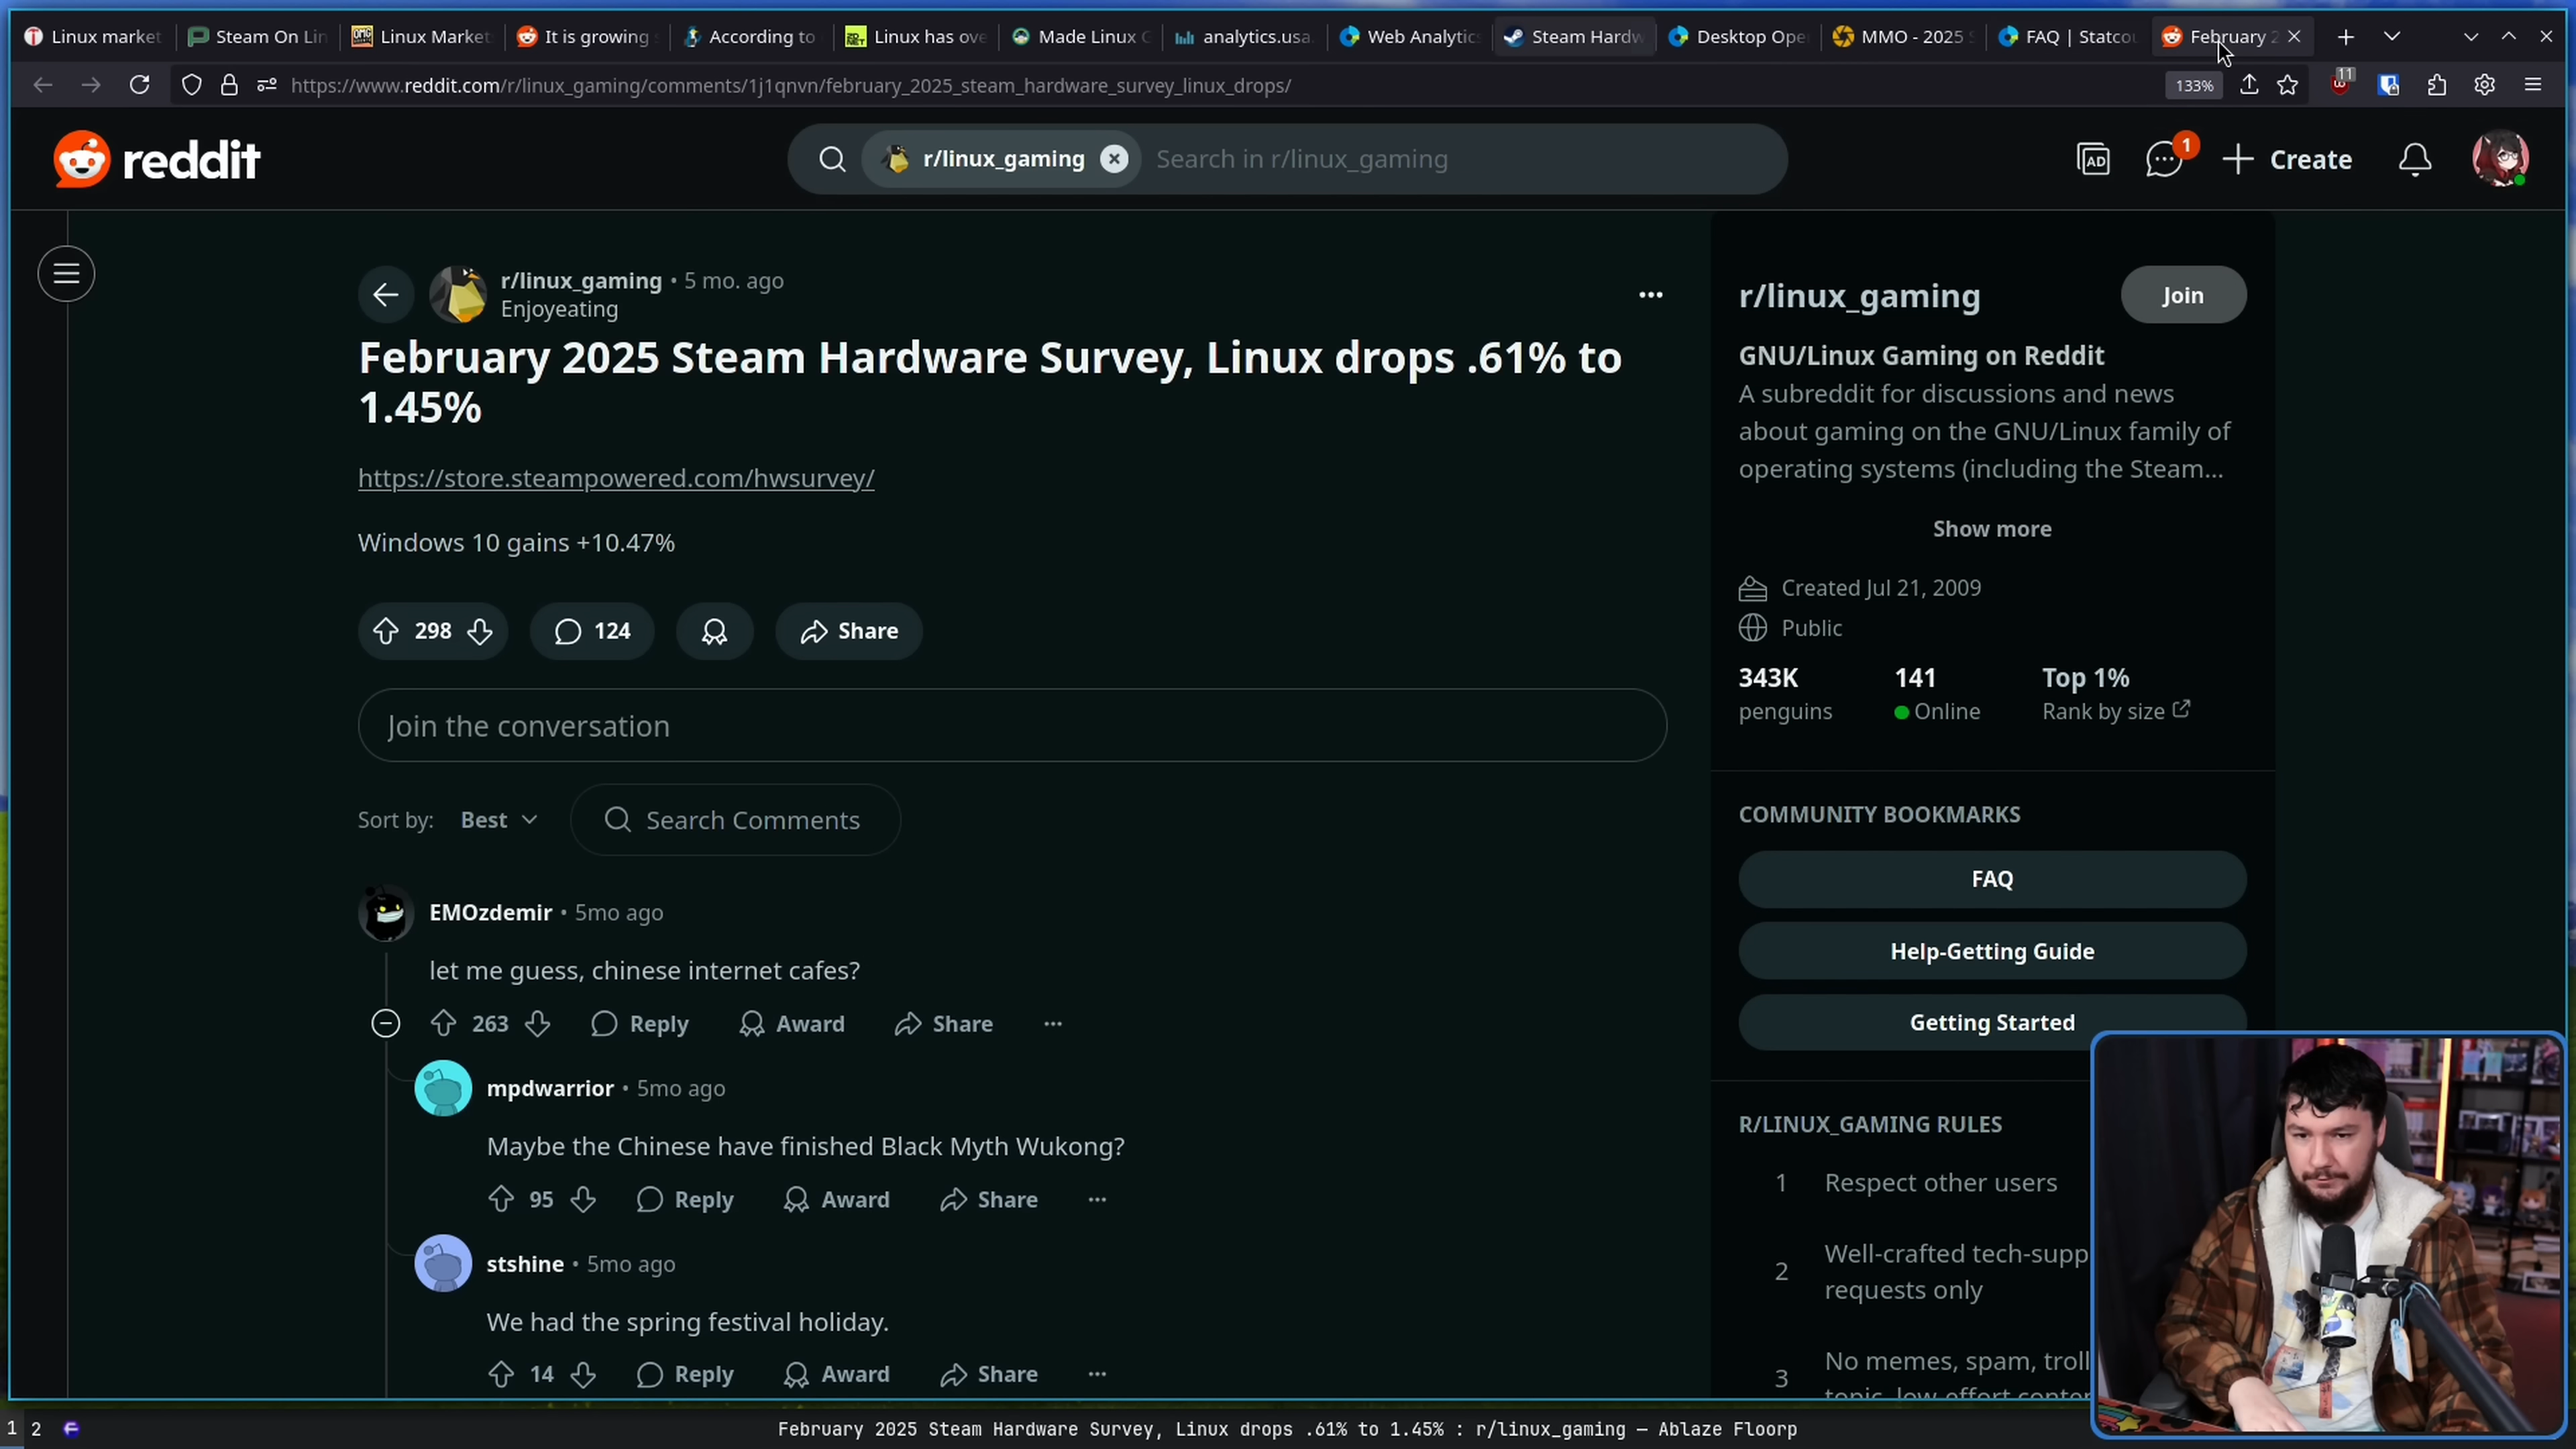 Linux market
Steam On Lin
Linux Market
It is growing
According to
Linux has ove
Made Linux C
analytics.usa.
Web Analytics
Steam Hardw
Desktop Ope
MMO - 2025 S
FAQ | Statcou
February 2
https://www.reddit.com/r/linux_gaming/comments/1j1qnvn/february_2025_steam_hardware_survey_linux_drops/
133%
11
reddit
r/linux_gaming
Search in r/linux_gaming
AD
1
Create
r/linux_gaming • 5 mo. ago
Enjoyeating
February 2025 Steam Hardware Survey, Linux drops .61% to
1.45%
https://store.steampowered.com/hwsurvey/
Windows 10 gains +10.47%
298
124
Share
Join the conversation
Sort by: Best
Search Comments
EMOzdemir • 5mo ago
let me guess, chinese internet cafes?
263 Reply Award Share
mpdwarrior • 5mo ago
Maybe the Chinese have finished Black Myth Wukong?
95 Reply Award Share
stshine • 5mo ago
We had the spring festival holiday.
14 Reply Award Share
r/linux_gaming
Join
GNU/Linux Gaming on Reddit
A subreddit for discussions and news
about gaming on the GNU/Linux family of
operating systems (including the Steam...
Show more
Created Jul 21, 2009
Public
343K 141 Top 1%
penguins Online Rank by size
COMMUNITY BOOKMARKS
FAQ
Help-Getting Guide
Getting Started
R/LINUX_GAMING RULES
1 Respect other users
2 Well-crafted tech-supp
requests only
3 No memes, spam, troll
1 2
February 2025 Steam Hardware Survey, Linux drops .61% to 1.45% : r/linux_gaming — Ablaze Floorp